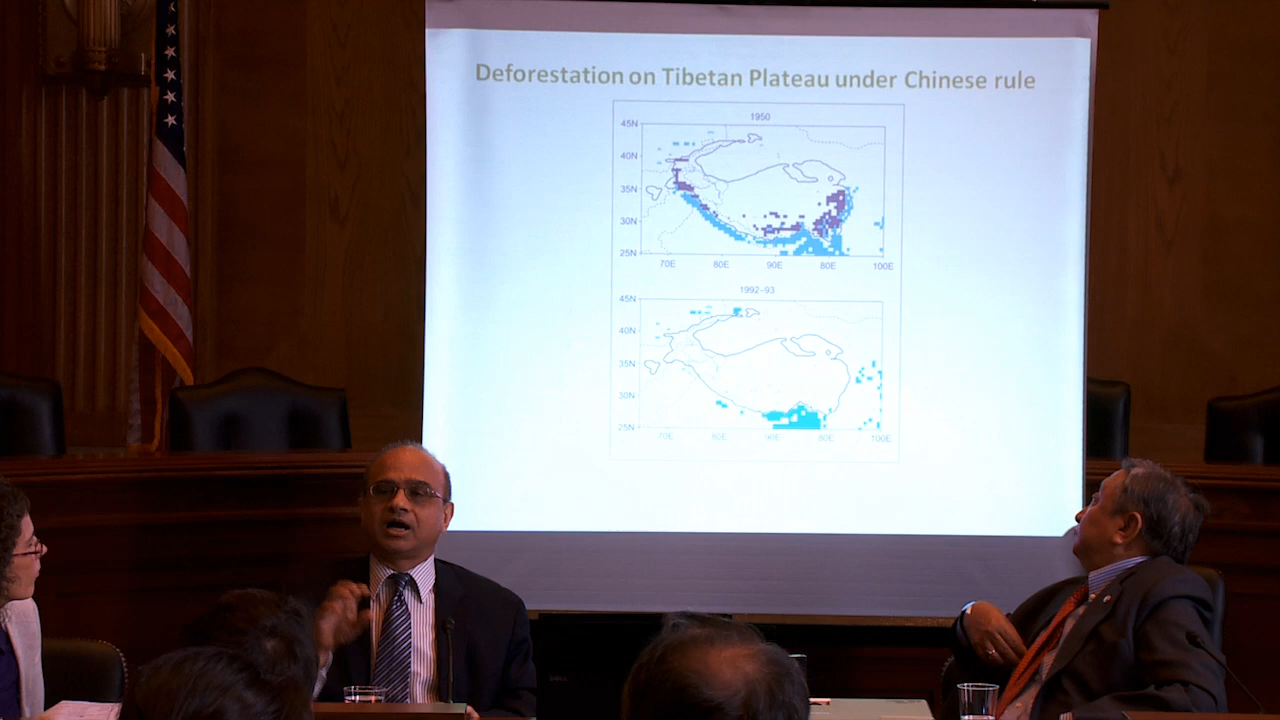 Deforestation on Tibetan Plateau under Chinese rule
1950
45N
40N
35N
30N
25N
70E 80E 90E 80E 100E
1992–93
45N
40N
35N
30N
25N
70E 80E 90E 80E 100E
DELL